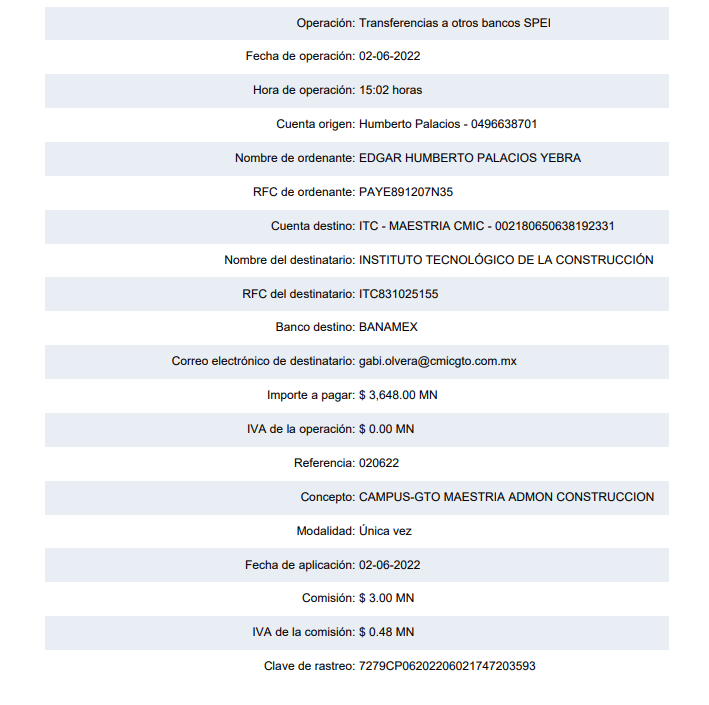 Operación: Transferencias a otros bancos SPEI
Fecha de operación: 02-06-2022
Hora de operación: 15:02 horas
Cuenta origen: Humberto Palacios - 0496638701
Nombre de ordenante: EDGAR HUMBERTO PALACIOS YEBRA
RFC de ordenante: PAYE891207N35
Cuenta destino: ITC - MAESTRIA CMIC - 002180650638192331
Nombre del destinatario: INSTITUTO TECNOLÓGICO DE LA CONSTRUCCIÓN
RFC del destinatario: ITC831025155
Banco destino: BANAMEX
Correo electrónico de destinatario: gabi.olvera@cmicgto.com.mx
Importe a pagar: $ 3,648.00 MN
IVA de la operación: $ 0.00 MN
Referencia: 020622
Concepto: CAMPUS-GTO MAESTRIA ADMON CONSTRUCCION
Modalidad: Única vez
Fecha de aplicación: 02-06-2022
Comisión: $ 3.00 MN
IVA de la comisión: $ 0.48 MN
Clave de rastreo: 7279CP06202206021747203593